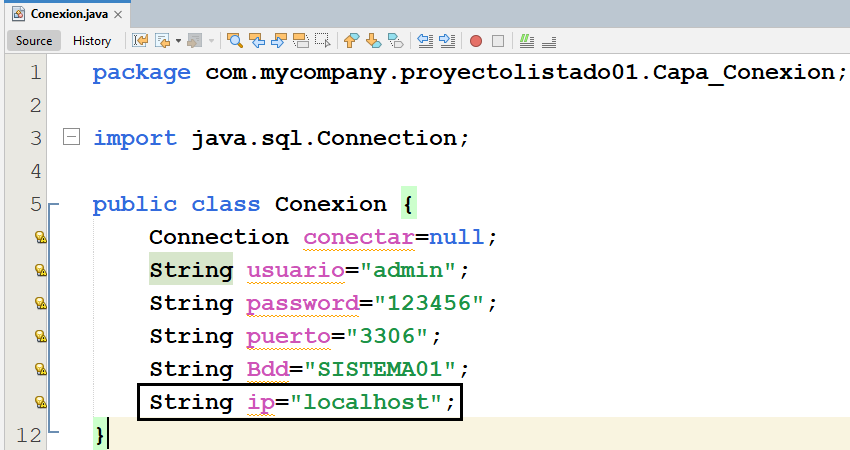 Conexion.java
Source History
1 package com.mycompany.proyectolistado01.Capa_Conexion;
2
3 import java.sql.Connection;
4
5 public class Conexion {
Connection conectar=null;
String usuario="admin";
String password="123456";
String puerto="3306";
String Bdd="SISTEMA01";
String ip="localhost";
12 }